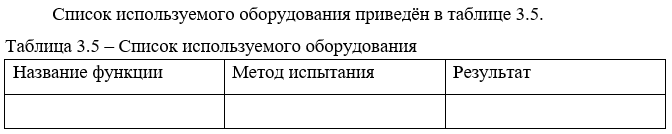 Список используемого оборудования приведён в таблице 3.5.
Таблица 3.5 – Список используемого оборудования
Название функции Метод испытания Результат